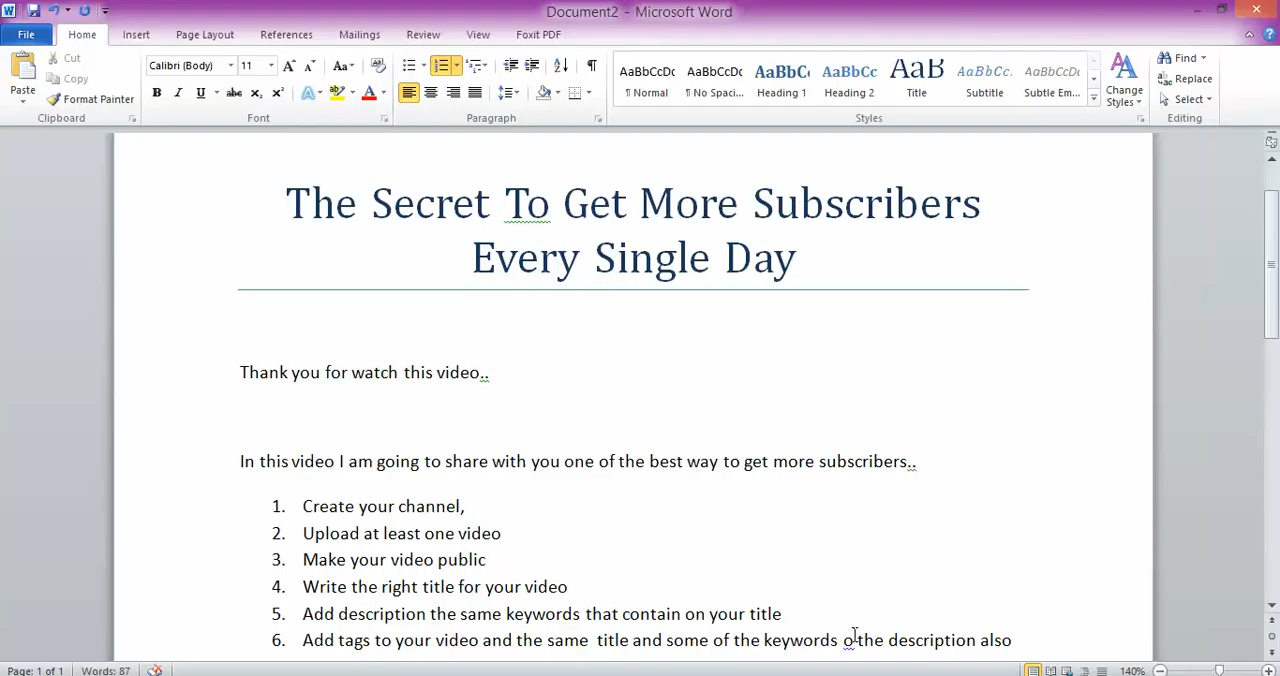 Document2 - Microsoft Word
File Home Insert Page Layout References Mailings Review View Foxit PDF
Cut
Copy
Paste
Format Painter
Clipboard
Calibri (Body) 11
Font
Paragraph
AaBbCcDc AaBbCcDc AaBbCc AaBbCc AaB AaBbCc. AaBbCcDc
¶ Normal ¶ No Spaci... Heading 1 Heading 2 Title Subtitle Subtle Em...
Change
Styles
Styles
Find
Replace
Select
Editing
The Secret To Get More Subscribers
Every Single Day
Thank you for watch this video..
In this video I am going to share with you one of the best way to get more subscribers..
1. Create your channel,
2. Upload at least one video
3. Make your video public
4. Write the right title for your video
5. Add description the same keywords that contain on your title
6. Add tags to your video and the same title and some of the keywords o the description also
Page: 1 of 1 Words: 87 140%